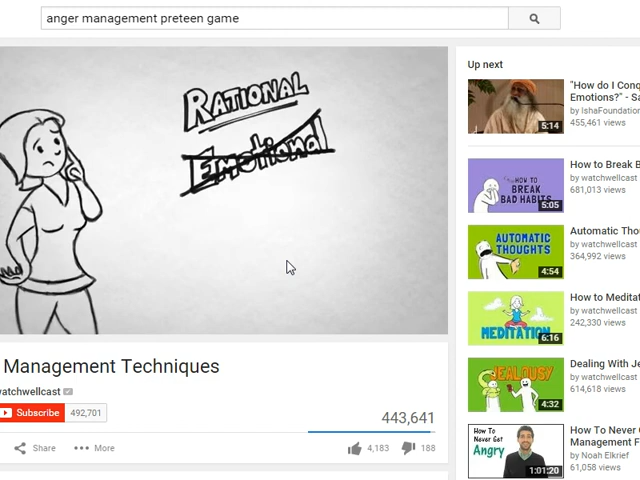 anger management preteen game
RATIONAL
Emotional
Management Techniques
watchwellcast
Subscribe 492,701
443,641
Share More 4,183 188
Up next
"How do I Conq
Emotions?" - Sa
by IshaFoundation
455,461 views
5:14
How to Break B
by watchwellcast
681,013 views
HOW TO
BREAK
BAD HABITS
5:05
Automatic Thou
by watchwellcast
364,992 views
AUTOMATIC
THOUGHTS
4:54
How to Meditat
by watchwellcast
242,330 views
MEDITATION
6:16
Dealing With Je
by watchwellcast
614,618 views
JEALOUSY
4:32
How To Never G
Management F
by Noah Elkrief
61,058 views
How To
Never Get
Angry
1:01:20